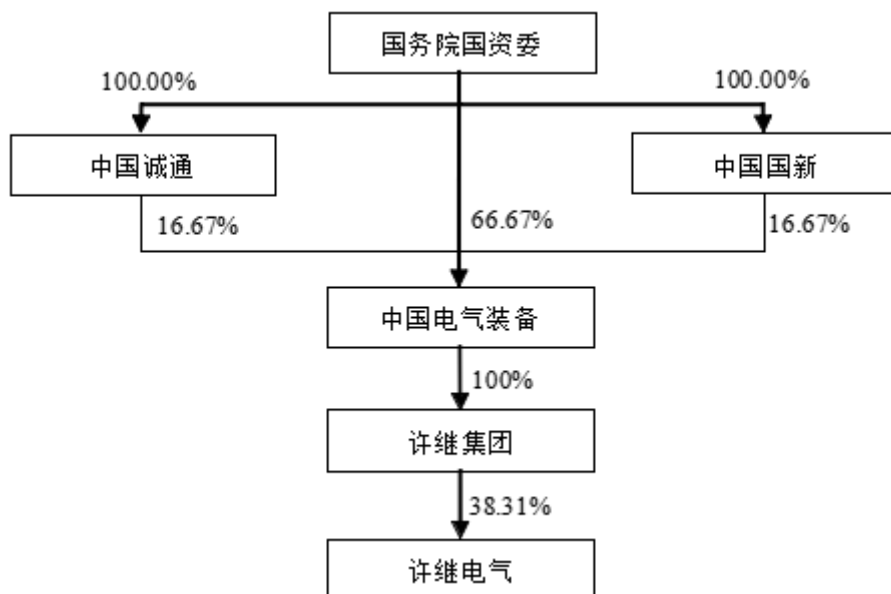 国务院国资委
100.00%
100.00%
中国诚通
中国国新
16.67%
66.67%
16.67%
中国电气装备
100%
许继集团
38.31%
许继电气